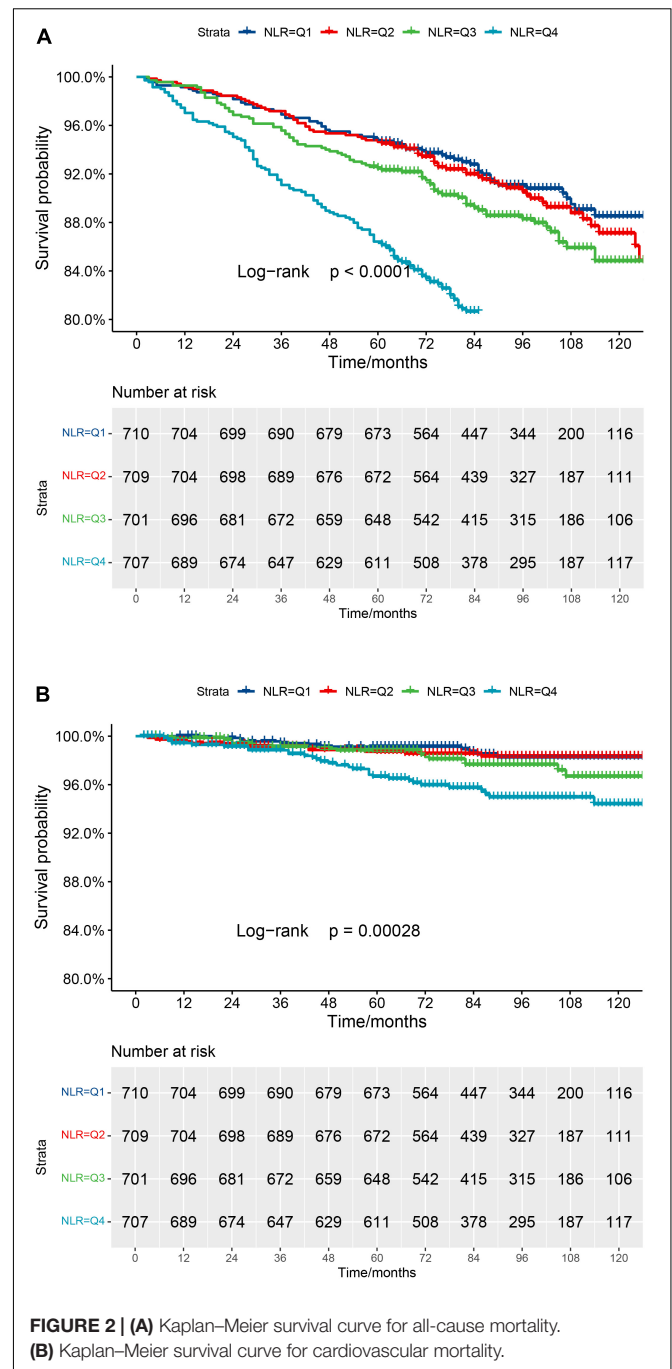 A
Strata NLR=Q1 NLR=Q2 NLR=Q3 NLR=Q4
100.0%
96.0%
92.0%
88.0%
84.0%
80.0%
Survival probability
Log−rank p < 0.0001
0 12 24 36 48 60 72 84 96 108 120
Time/months
Number at risk
Strata
NLR=Q1 710 704 699 690 679 673 564 447 344 200 116
NLR=Q2 709 704 698 689 676 672 564 439 327 187 111
NLR=Q3 701 696 681 672 659 648 542 415 315 186 106
NLR=Q4 707 689 674 647 629 611 508 378 295 187 117
0 12 24 36 48 60 72 84 96 108 120
Time/months
B
Strata NLR=Q1 NLR=Q2 NLR=Q3 NLR=Q4
100.0%
96.0%
92.0%
88.0%
84.0%
80.0%
Survival probability
Log−rank p = 0.00028
0 12 24 36 48 60 72 84 96 108 120
Time/months
Number at risk
Strata
NLR=Q1 710 704 699 690 679 673 564 447 344 200 116
NLR=Q2 709 704 698 689 676 672 564 439 327 187 111
NLR=Q3 701 696 681 672 659 648 542 415 315 186 106
NLR=Q4 707 689 674 647 629 611 508 378 295 187 117
0 12 24 36 48 60 72 84 96 108 120
Time/months
FIGURE 2 | (A) Kaplan–Meier survival curve for all-cause mortality.
(B) Kaplan–Meier survival curve for cardiovascular mortality.